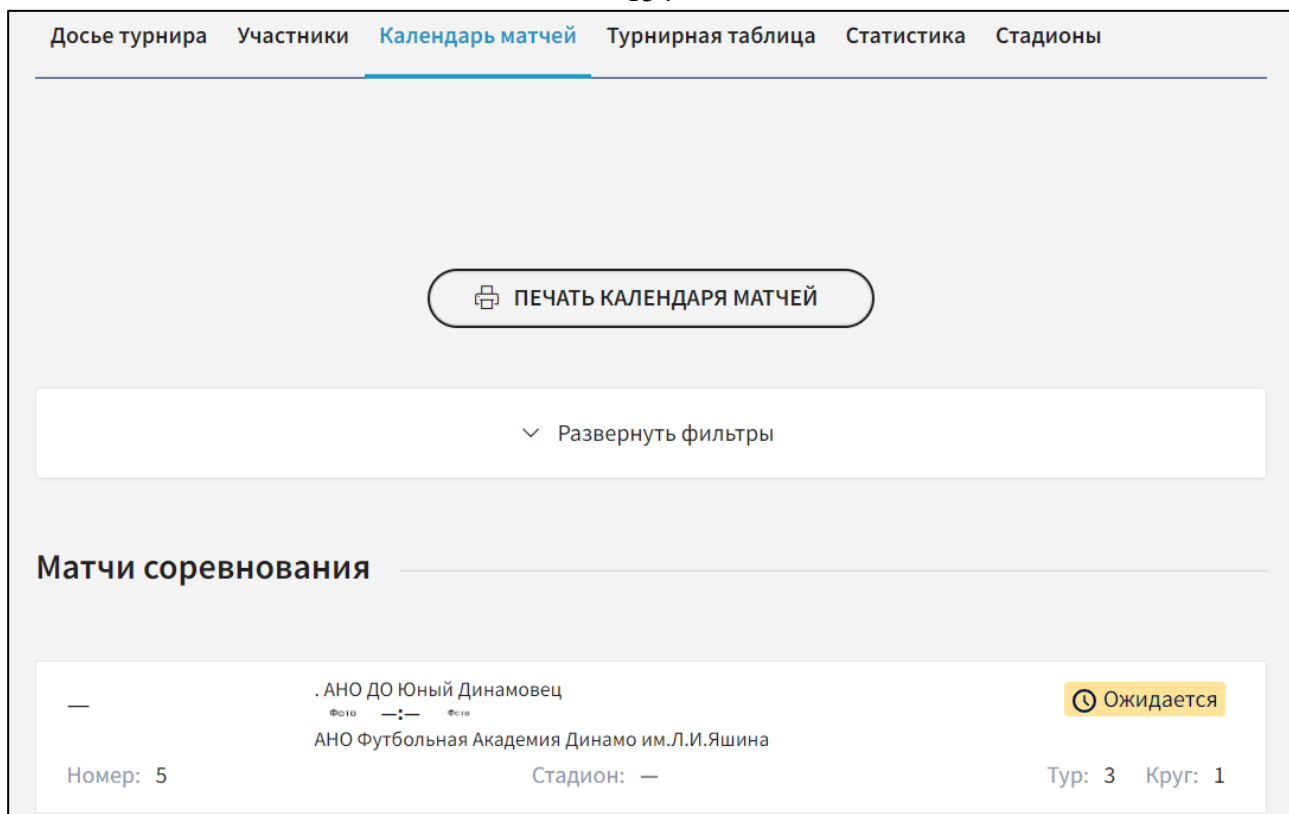 Досье турнира Участники Календарь матчей Турнирная таблица Статистика Стадионы
ПЕЧАТЬ КАЛЕНДАРЯ МАТЧЕЙ
Развернуть фильтры
Матчи соревнования
— . АНО ДО Юный Динамовец Ожидается
Фото —:— Фото
АНО Футбольная Академия Динамо им.Л.И.Яшина
Номер: 5 Стадион: — Тур: 3 Круг: 1